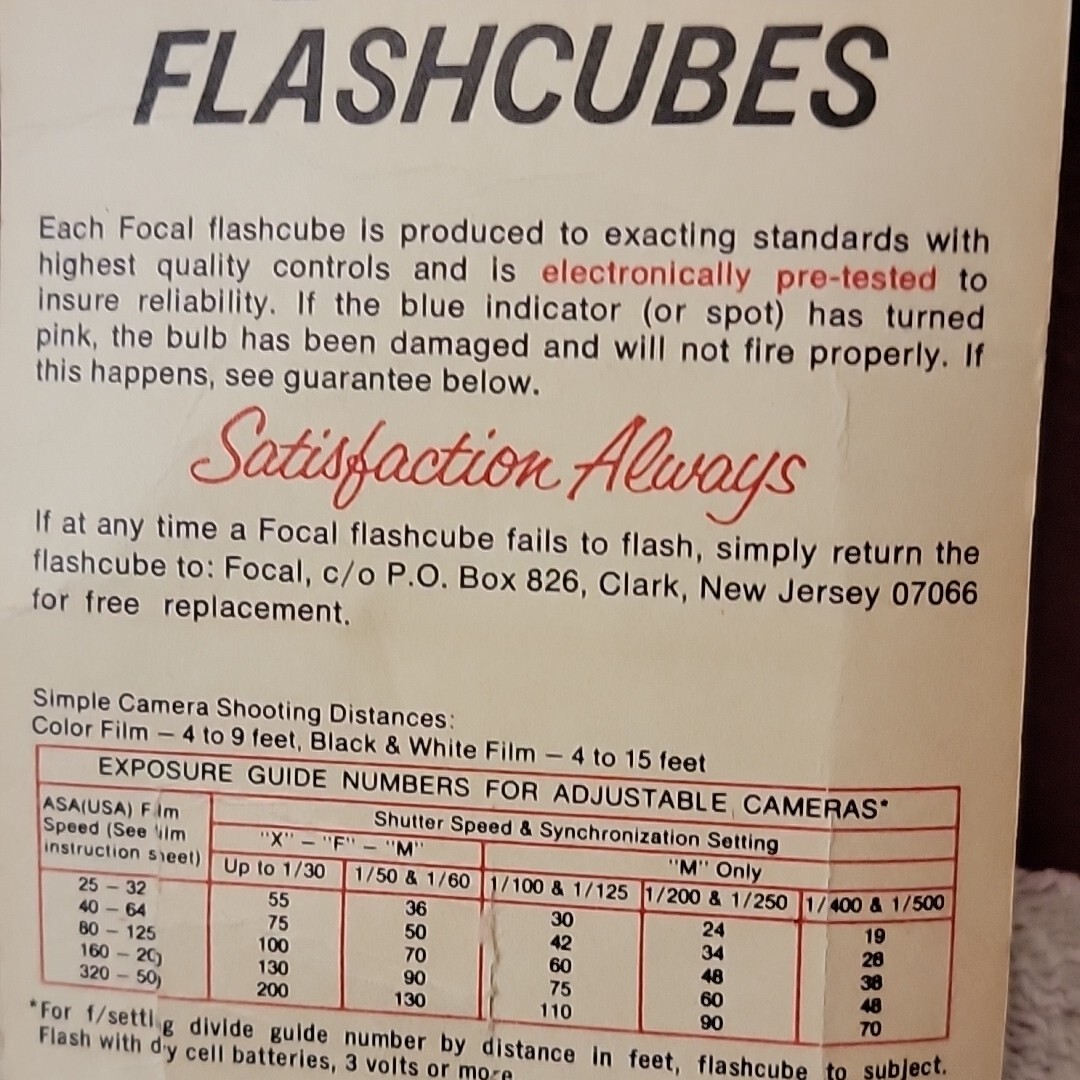 FLASHCUBES
Each Focal flashcube is produced to exacting standards with
highest quality controls and is electronically pre-tested to
insure reliability. If the blue indicator (or spot) has turned
pink, the bulb has been damaged and will not fire properly. If
this happens, see guarantee below.
Satisfaction Always
If at any time a Focal flashcube fails to flash, simply return the
flashcube to: Focal, c/o P.O. Box 826, Clark, New Jersey 07066
for free replacement.
Simple Camera Shooting Distances:
Color Film — 4 to 9 feet, Black & White Film — 4 to 15 feet
EXPOSURE GUIDE NUMBERS FOR ADJUSTABLE CAMERAS*
ASA(USA) Film
Speed (See film
instruction sheet)
Shutter Speed & Synchronization Setting
"X" — "F" — "M"
"M" Only
Up to 1/30 1/50 & 1/60 1/100 & 1/125 1/200 & 1/250 1/400 & 1/500
25 – 32 55 36 30 24 19
40 – 64 75 50 42 34 28
80 – 125 100 70 60 48 38
160 – 200 130 90 75 60 48
320 – 500 200 130 110 90 70
*For f/setting divide guide number by distance in feet, flashcube to subject.
Flash with dry cell batteries, 3 volts or more